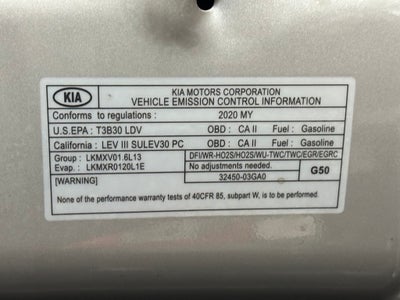 KIA
KIA MOTORS CORPORATION
VEHICLE EMISSION CONTROL INFORMATION
Conforms to regulations : 2020 MY
U.S.EPA : T3B30 LDV OBD : CA II Fuel : Gasoline
California : LEV III SULEV30 PC OBD : CA II Fuel : Gasoline
Group : LKMXV01.6L13 DFI/WR-HO2S/HO2S/WU-TWC/TWC/EGR/EGRC
Evap. : LKMXR0120L1E No adjustments needed. G50
[WARNING] 32450-03GA0
None of the performance warranty tests of 40CFR 85, subpart W, is to be conducted.